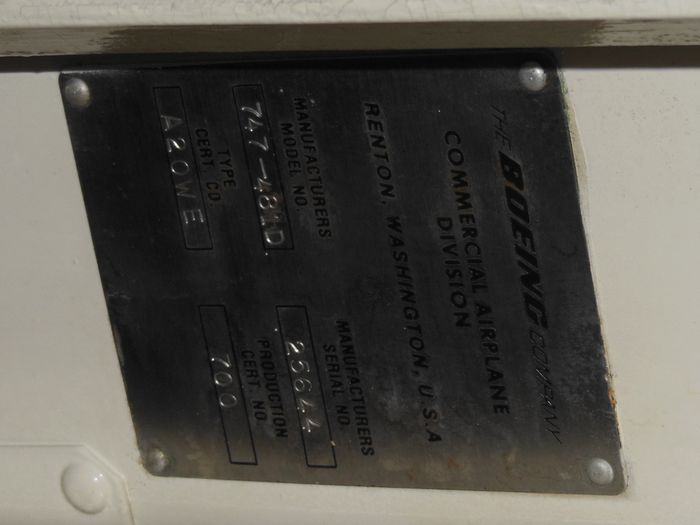 THE BOEING COMPANY
COMMERCIAL AIRPLANE
DIVISION
RENTON, WASHINGTON, U.S.A
MANUFACTURERS
MODEL NO.
747-481D
MANUFACTURERS
SERIAL NO.
25644
TYPE
CERT. CD.
A20WE
PRODUCTION
CERT. NO.
700